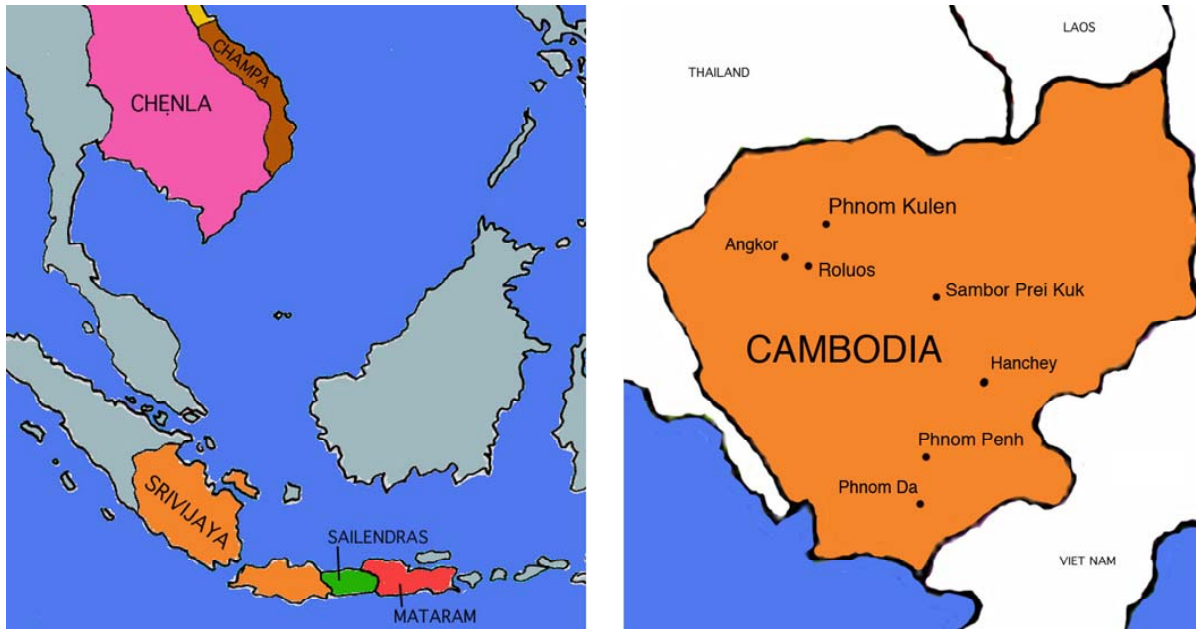 CHAMPA
CHENLA
SRIVIJAYA
SAILENDRAS
MATARAM
LAOS
THAILAND
Phnom Kulen
Angkor
Roluos
Sambor Prei Kuk
CAMBODIA
Hanchey
Phnom Penh
Phnom Da
VIET NAM